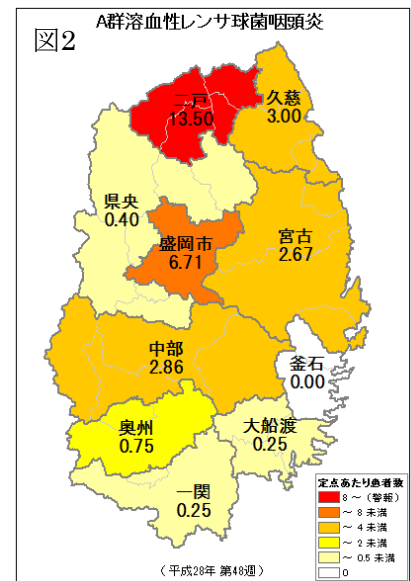 A群溶血性レンサ球菌咽頭炎
図2
二戸
13.50
久慈
3.00
県央
0.40
盛岡市
6.71
宮古
2.67
中部
2.86
釜石
0.00
奥州
0.75
大船渡
0.25
一関
0.25
定点あたり患者数
8～（警報）
～8未満
～4未満
～2未満
～0.5未満
0
（平成28年 第48週）